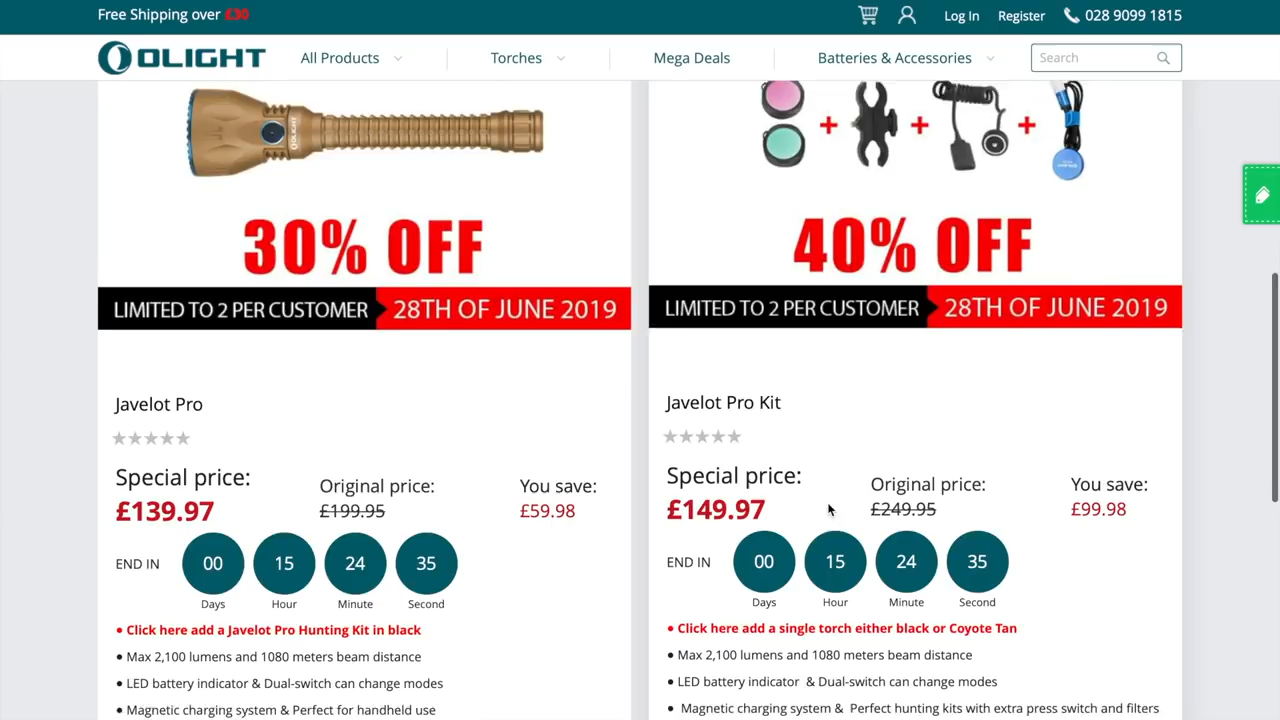 Free Shipping over £30
Log In
Register
028 9099 1815
OLIGHT
All Products
Torches
Mega Deals
Batteries & Accessories
Search
OLIGHT
+ + +
30% OFF
40% OFF
LIMITED TO 2 PER CUSTOMER 28TH OF JUNE 2019
LIMITED TO 2 PER CUSTOMER 28TH OF JUNE 2019
Javelot Pro
Special price:
£139.97
Original price:
£199.95
You save:
£59.98
END IN
00 15 24 35
Days Hour Minute Second
• Click here add a Javelot Pro Hunting Kit in black
• Max 2,100 lumens and 1080 meters beam distance
• LED battery indicator & Dual-switch can change modes
• Magnetic charging system & Perfect for handheld use
Javelot Pro Kit
Special price:
£149.97
Original price:
£249.95
You save:
£99.98
END IN
00 15 24 35
Days Hour Minute Second
• Click here add a single torch either black or Coyote Tan
• Max 2,100 lumens and 1080 meters beam distance
• LED battery indicator & Dual-switch can change modes
• Magnetic charging system & Perfect hunting kits with extra press switch and filters